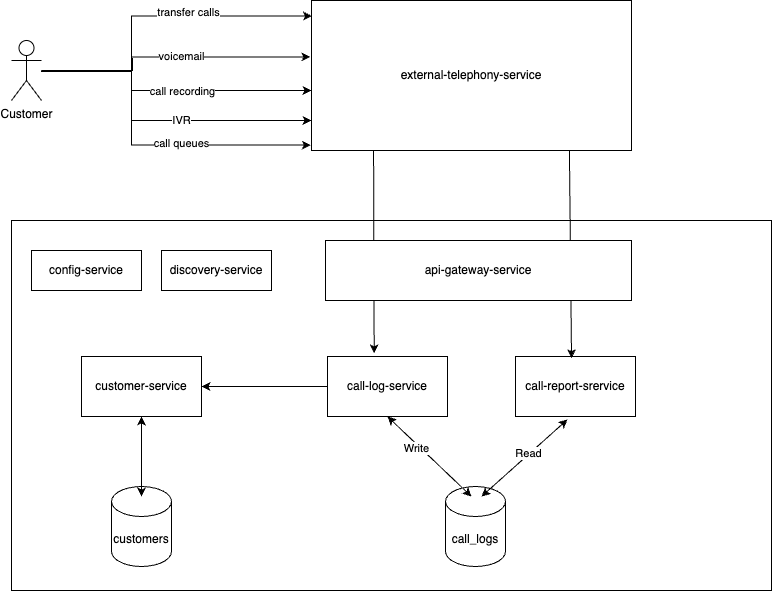 transfer calls
voicemail
external-telephony-service
call recording
Customer
IVR
call queues
config-service
discovery-service
api-gateway-service
customer-service
call-log-service
call-report-srervice
Write
Read
customers
call_logs